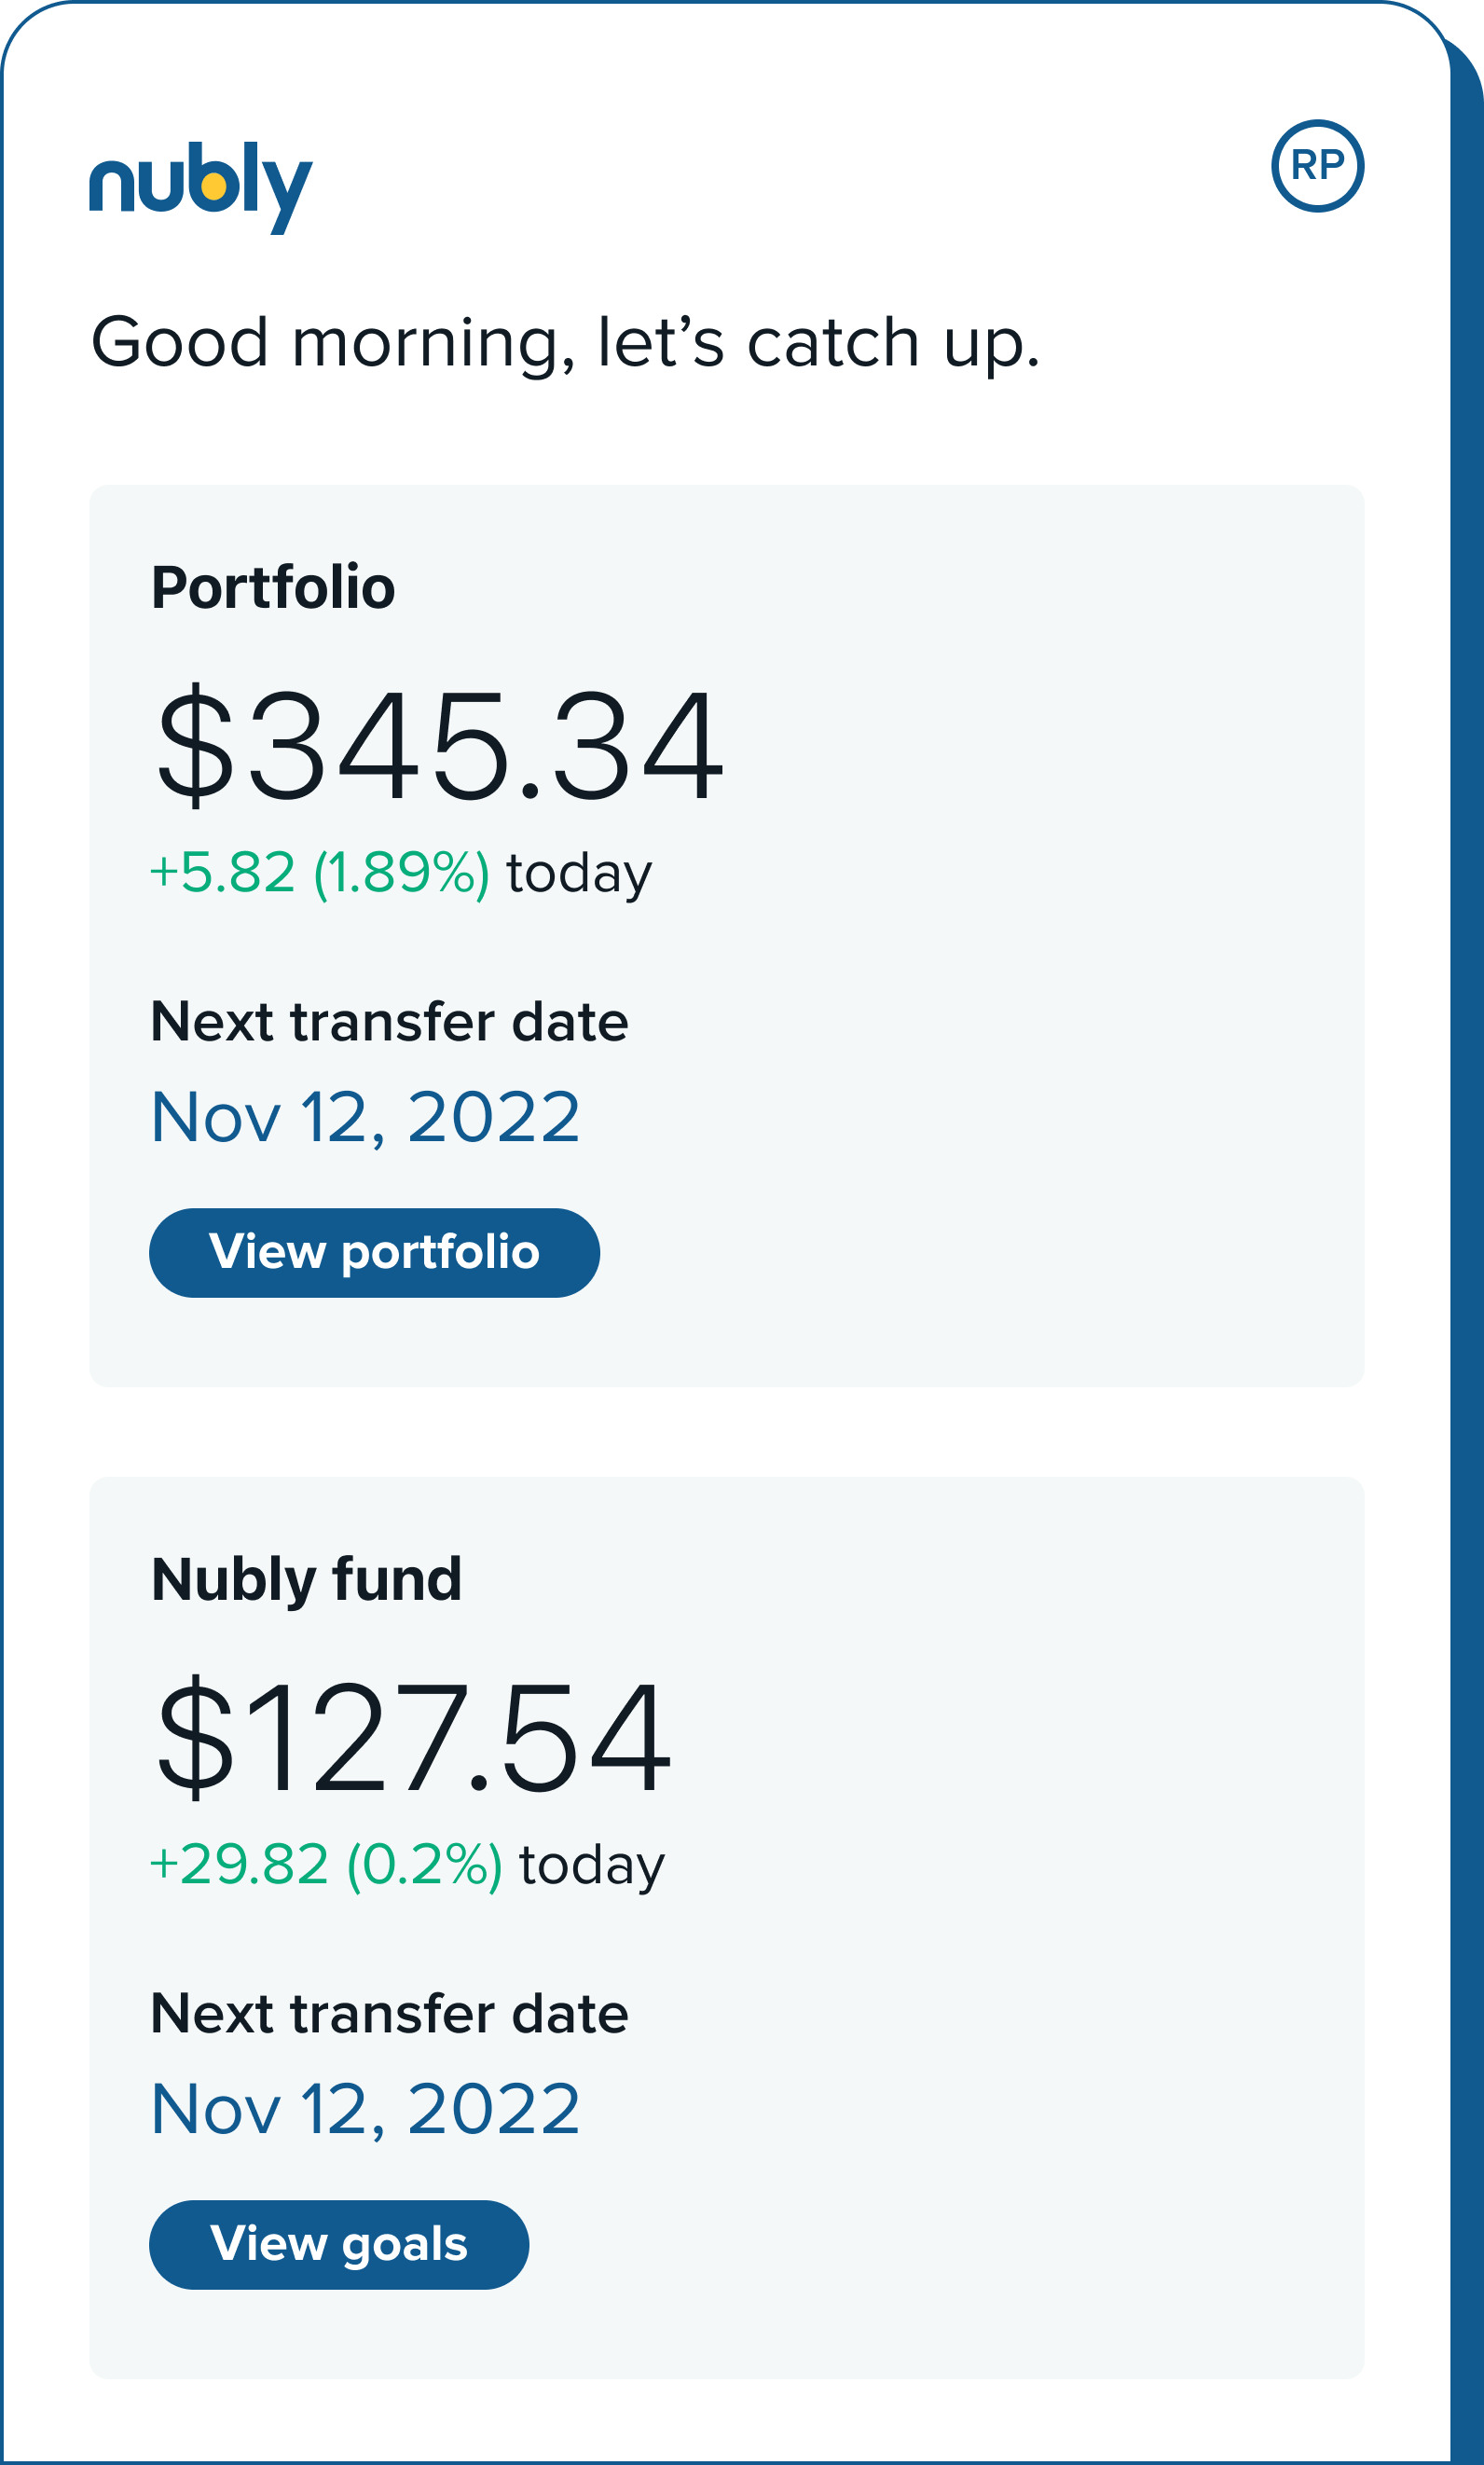 nubly
RP
Good morning, let’s catch up.
Portfolio
$345.34
+5.82 (1.89%) today
Next transfer date
Nov 12, 2022
View portfolio
Nubly fund
$127.54
+29.82 (0.2%) today
Next transfer date
Nov 12, 2022
View goals